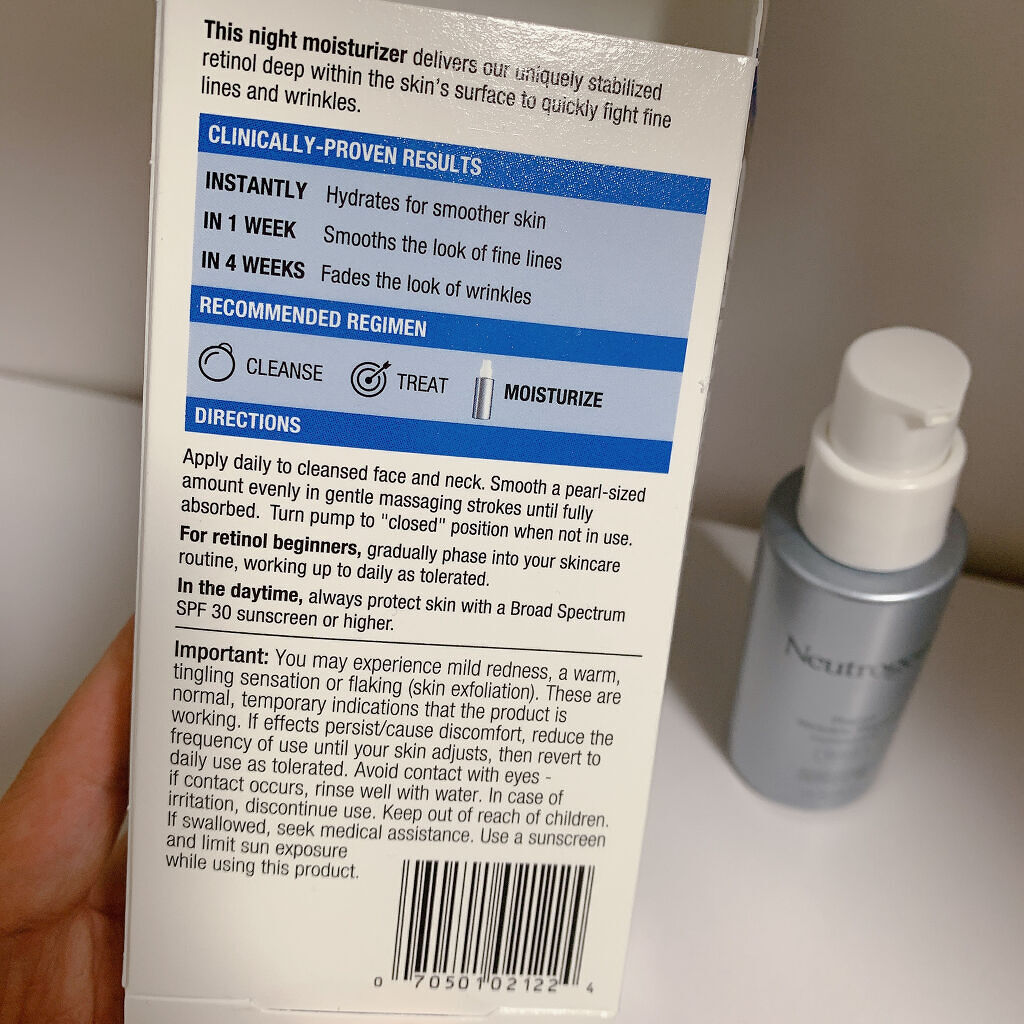 This night moisturizer delivers our uniquely stabilized
retinol deep within the skin's surface to quickly fight fine
lines and wrinkles.
CLINICALLY-PROVEN RESULTS
INSTANTLY Hydrates for smoother skin
IN 1 WEEK Smooths the look of fine lines
IN 4 WEEKS Fades the look of wrinkles
RECOMMENDED REGIMEN
CLEANSE TREAT MOISTURIZE
DIRECTIONS
Apply daily to cleansed face and neck. Smooth a pearl-sized
amount evenly in gentle massaging strokes until fully
absorbed. Turn pump to "closed" position when not in use.
For retinol beginners, gradually phase into your skincare
routine, working up to daily as tolerated.
In the daytime, always protect skin with a Broad Spectrum
SPF 30 sunscreen or higher.
Important: You may experience mild redness, a warm,
tingling sensation or flaking (skin exfoliation). These are
normal, temporary indications that the product is
working. If effects persist/cause discomfort, reduce the
frequency of use until your skin adjusts, then revert to
daily use as tolerated. Avoid contact with eyes -
if contact occurs, rinse well with water. In case of
irritation, discontinue use. Keep out of reach of children.
If swallowed, seek medical assistance. Use a sunscreen
and limit sun exposure
while using this product.
0 70501 02122 4